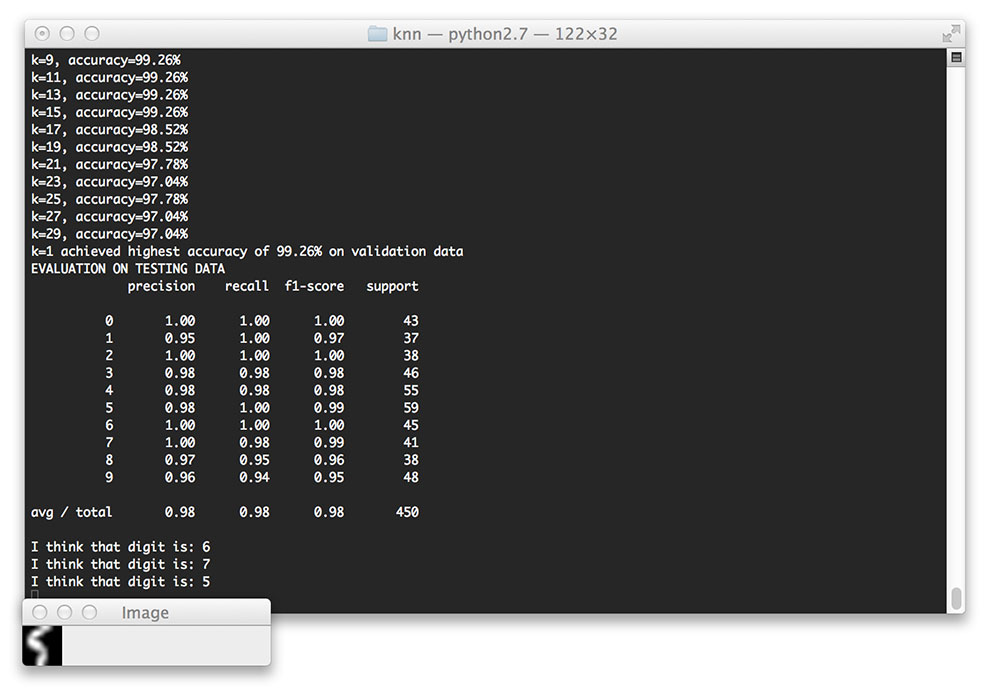 knn — python2.7 — 122×32
k=9, accuracy=99.26%
k=11, accuracy=99.26%
k=13, accuracy=99.26%
k=15, accuracy=99.26%
k=17, accuracy=98.52%
k=19, accuracy=98.52%
k=21, accuracy=97.78%
k=23, accuracy=97.04%
k=25, accuracy=97.78%
k=27, accuracy=97.04%
k=29, accuracy=97.04%
k=1 achieved highest accuracy of 99.26% on validation data
EVALUATION ON TESTING DATA
precision recall f1-score support
0 1.00 1.00 1.00 43
1 0.95 1.00 0.97 37
2 1.00 1.00 1.00 38
3 0.98 0.98 0.98 46
4 0.98 0.98 0.98 55
5 0.98 1.00 0.99 59
6 1.00 1.00 1.00 45
7 1.00 0.98 0.99 41
8 0.97 0.95 0.96 38
9 0.96 0.94 0.95 48
avg / total 0.98 0.98 0.98 450
I think that digit is: 6
I think that digit is: 7
I think that digit is: 5
Image
5